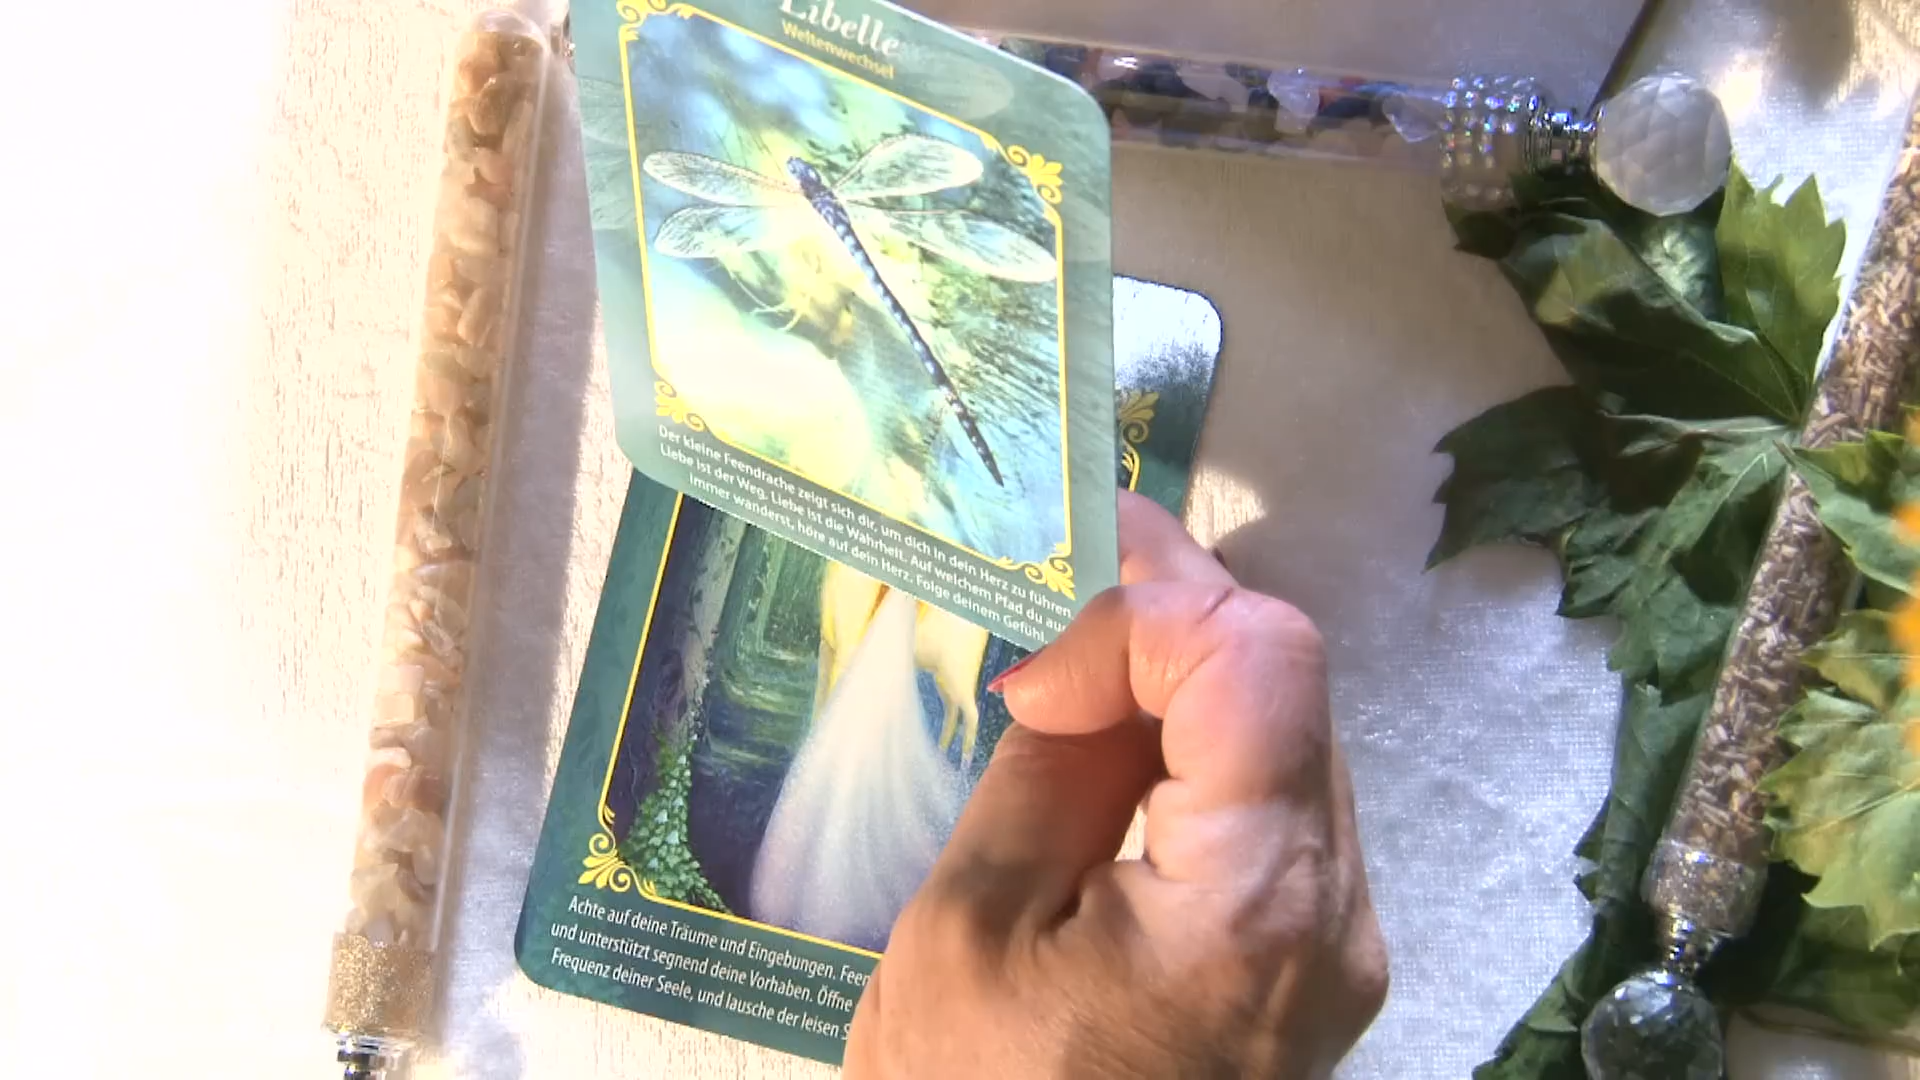 Libelle
Weltenwechsel
Der kleine Feendrache zeigt sich dir, um dich in dein Herz zu führen.
Liebe ist der Weg, Liebe ist die Wahrheit. Auf welchem Pfad du auch
immer wanderst, höre auf dein Herz. Folge deinem Gefühl.
Achte auf deine Träume und Eingebungen.
und unterstützt segnend deine Vorhaben. Öffne
Frequenz deiner Seele, und lausche der leisen